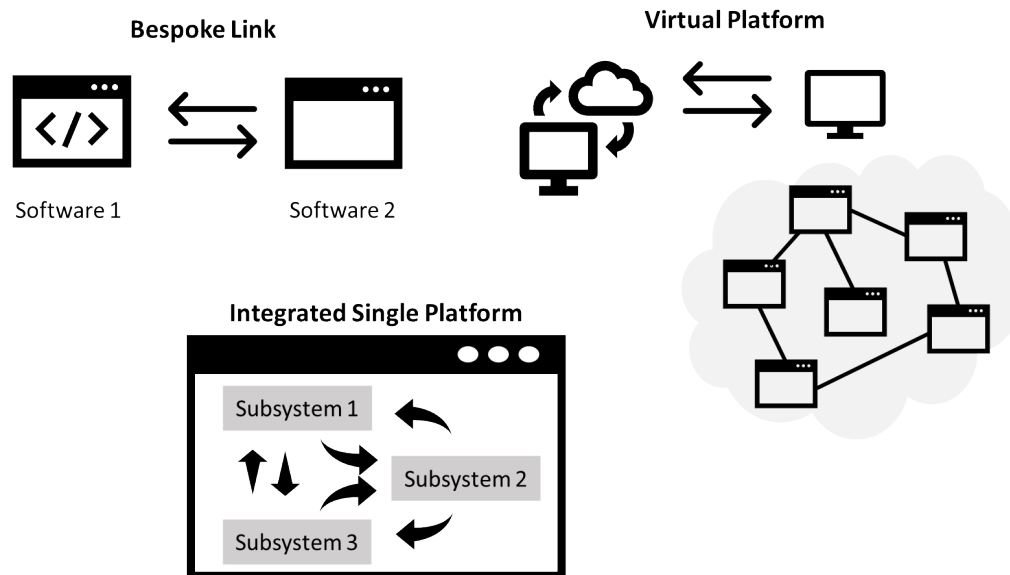 Bespoke Link
Virtual Platform
</>
Software 1
Software 2
Integrated Single Platform
Subsystem 1
Subsystem 2
Subsystem 3